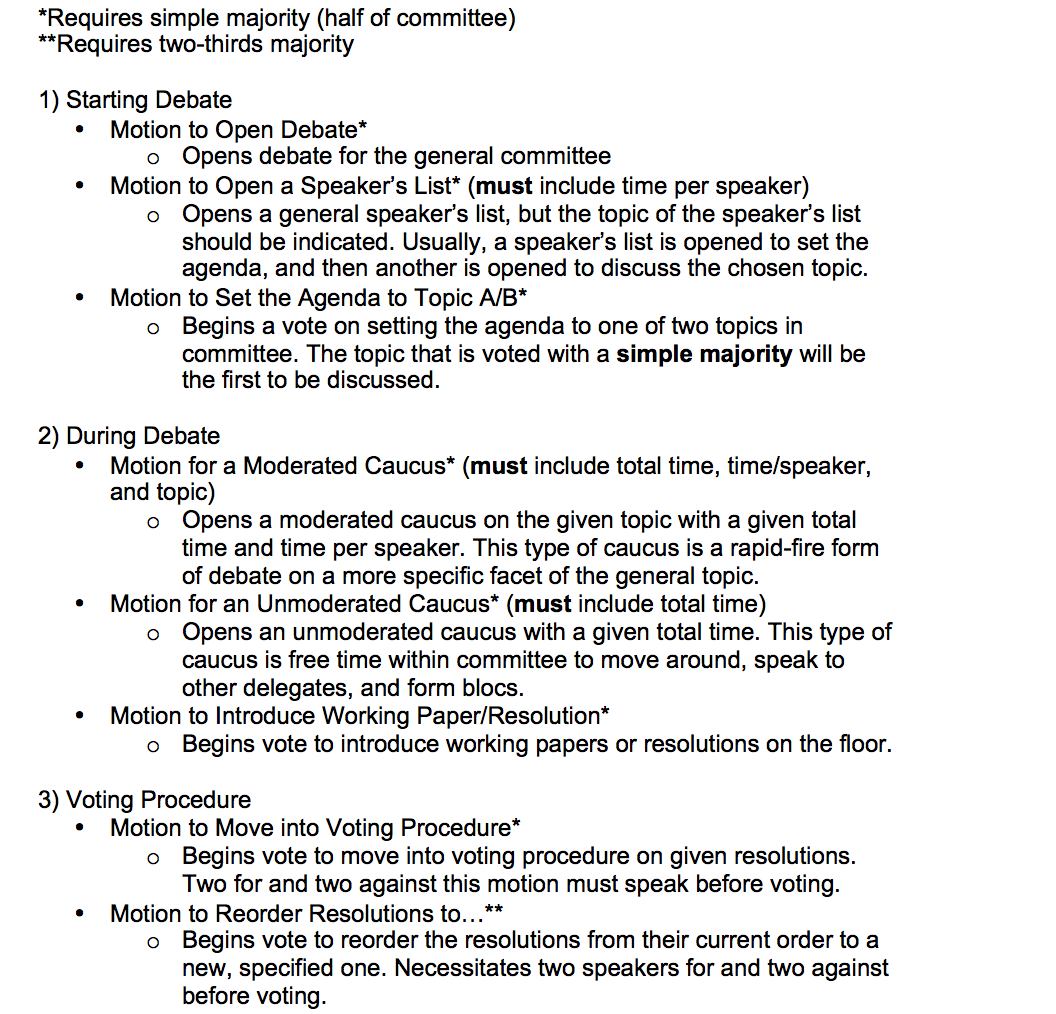 *Requires simple majority (half of committee)
**Requires two-thirds majority
1) Starting Debate
• Motion to Open Debate*
o Opens debate for the general committee
• Motion to Open a Speaker’s List* (must include time per speaker)
o Opens a general speaker’s list, but the topic of the speaker’s list
should be indicated. Usually, a speaker’s list is opened to set the
agenda, and then another is opened to discuss the chosen topic.
• Motion to Set the Agenda to Topic A/B*
o Begins a vote on setting the agenda to one of two topics in
committee. The topic that is voted with a simple majority will be
the first to be discussed.
2) During Debate
• Motion for a Moderated Caucus* (must include total time, time/speaker,
and topic)
o Opens a moderated caucus on the given topic with a given total
time and time per speaker. This type of caucus is a rapid-fire form
of debate on a more specific facet of the general topic.
• Motion for an Unmoderated Caucus* (must include total time)
o Opens an unmoderated caucus with a given total time. This type of
caucus is free time within committee to move around, speak to
other delegates, and form blocs.
• Motion to Introduce Working Paper/Resolution*
o Begins vote to introduce working papers or resolutions on the floor.
3) Voting Procedure
• Motion to Move into Voting Procedure*
o Begins vote to move into voting procedure on given resolutions.
Two for and two against this motion must speak before voting.
• Motion to Reorder Resolutions to…**
o Begins vote to reorder the resolutions from their current order to a
new, specified one. Necessitates two speakers for and two against
before voting.